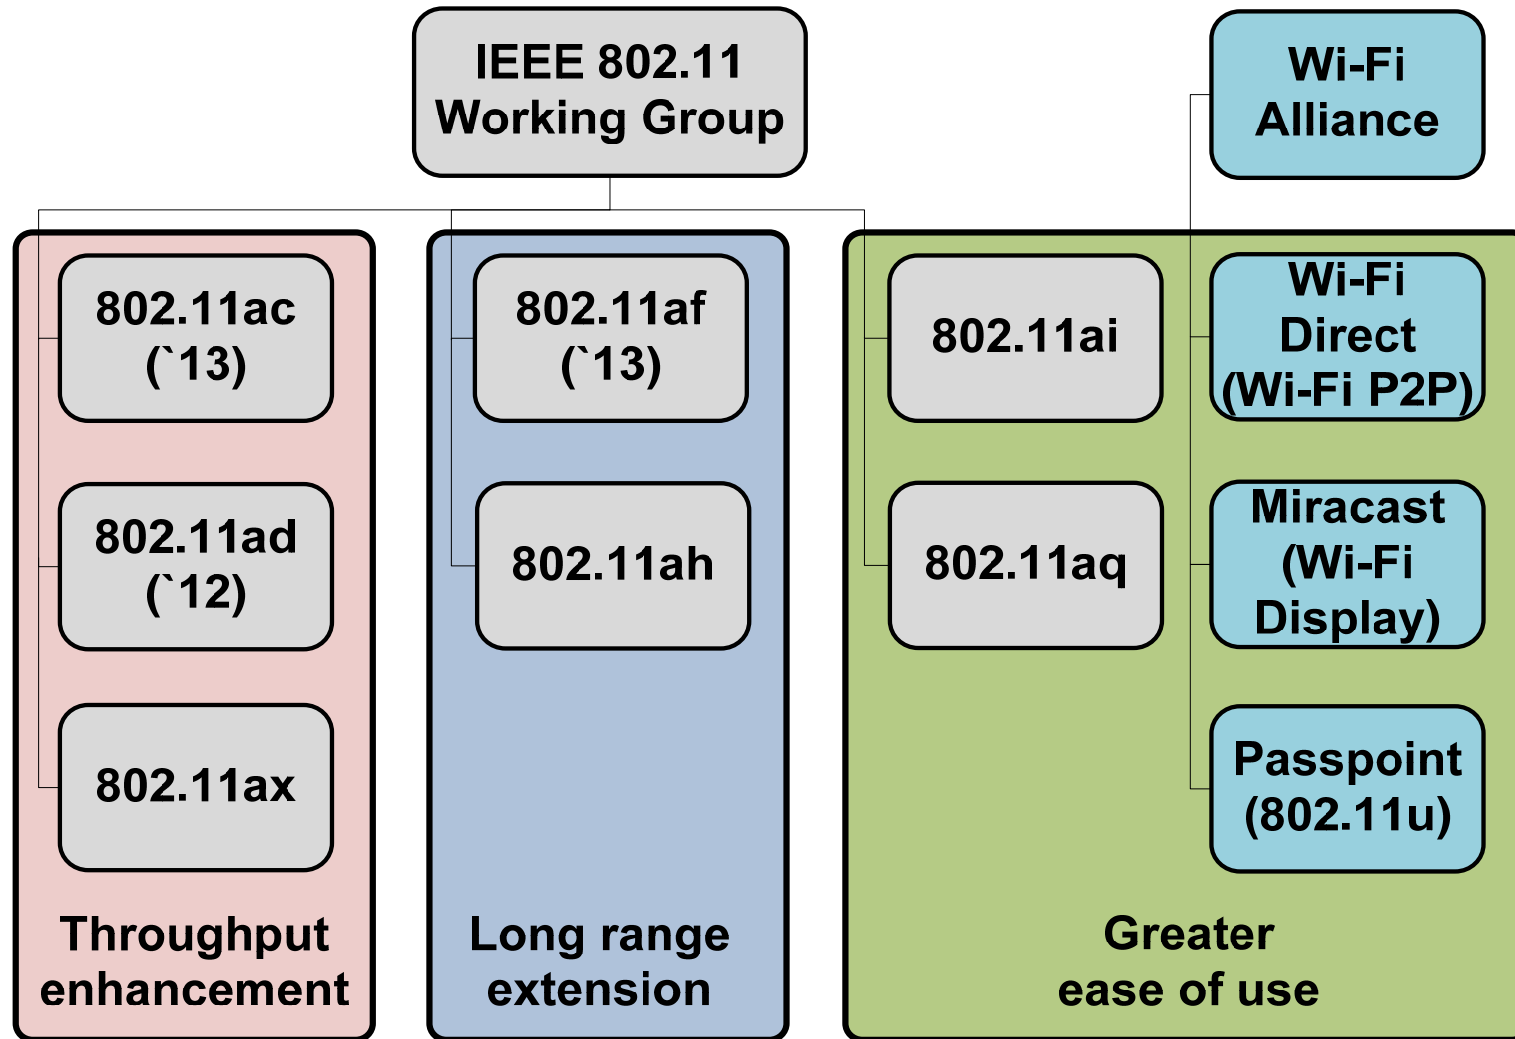 IEEE 802.11
Working Group
Wi-Fi
Alliance
802.11ac
(`13)
802.11ad
(`12)
802.11ax
Throughput
enhancement
802.11af
(`13)
802.11ah
Long range
extension
802.11ai
802.11aq
Wi-Fi
Direct
(Wi-Fi P2P)
Miracast
(Wi-Fi
Display)
Passpoint
(802.11u)
Greater
ease of use